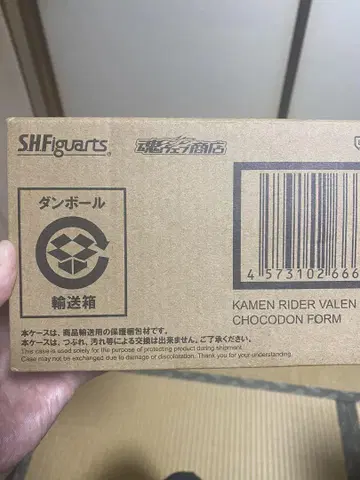 S.H.Figuarts
魂ウェブ商店
ダンボール
輸送箱
4 573102 666
KAMEN RIDER VALEN
CHOCODON FORM
本ケースは、商品輸送用の保護梱包材です。
本ケースは、つぶれ、汚れ等による交換は出来ません。ご了承ください。
This case is used solely for the purpose of protecting product during shipment.
Case may not be exchanged due to damage of discoloration. Thank you for your understanding.